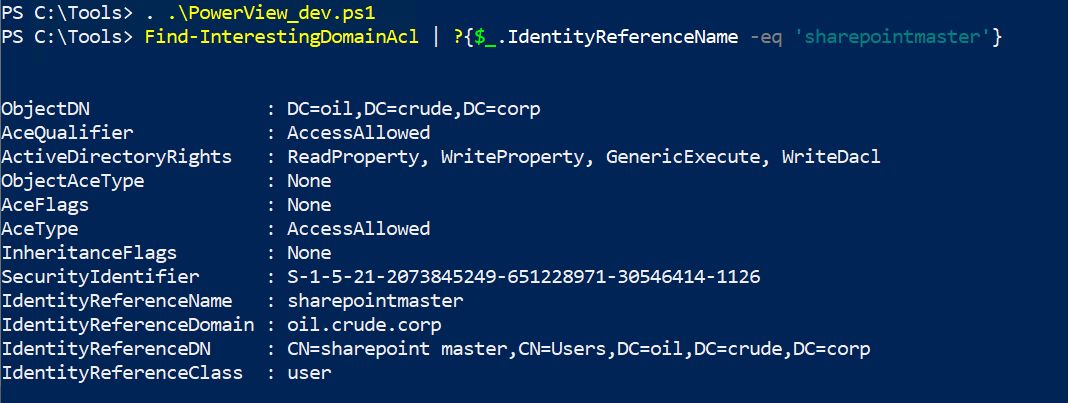 PS C:\Tools> . .\PowerView_dev.ps1
PS C:\Tools> Find-InterestingDomainAcl | ?{$_.IdentityReferenceName -eq 'sharepointmaster'}
ObjectDN : DC=oil,DC=crude,DC=corp
AceQualifier : AccessAllowed
ActiveDirectoryRights : ReadProperty, WriteProperty, GenericExecute, WriteDacl
ObjectAceType : None
AceFlags : None
AceType : AccessAllowed
InheritanceFlags : None
SecurityIdentifier : S-1-5-21-2073845249-651228971-30546414-1126
IdentityReferenceName : sharepointmaster
IdentityReferenceDomain : oil.crude.corp
IdentityReferenceDN : CN=sharepoint master,CN=Users,DC=oil,DC=crude,DC=corp
IdentityReferenceClass : user